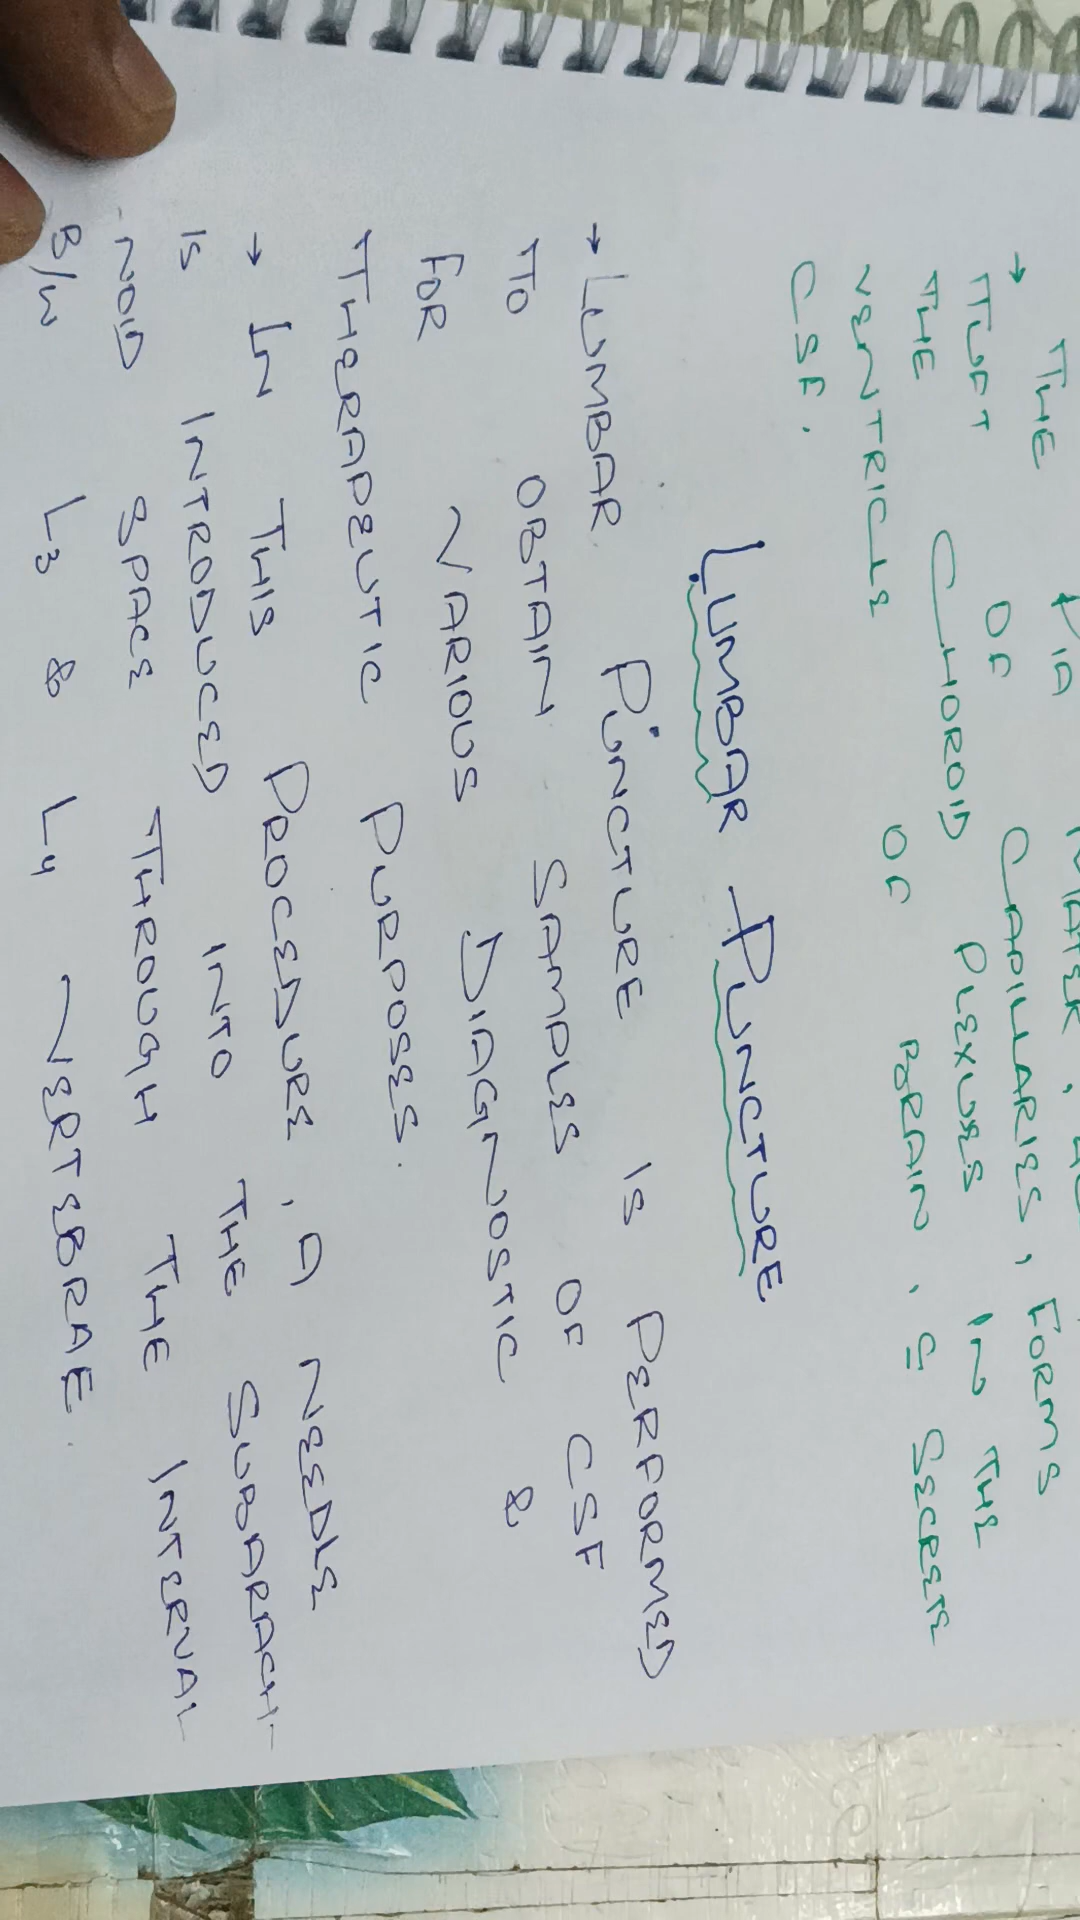 → THE PIA MATER,
TUFT OF CAPILLARIES, FORMS
THE CHOROID PLEXUSES IN THE
VENTRICLE OF BRAIN, & SECRETE
CSF.
LUMBAR PUNCTURE
→ LUMBAR PUNCTURE IS PERFORMED
TO OBTAIN SAMPLES OF CSF
FOR VARIOUS DIAGNOSTIC &
THERAPEUTIC PURPOSES.
→ IN THIS PROCEDURE, A NEEDLE
IS INTRODUCED INTO THE SUBARACH-
-NOID SPACE THROUGH THE INTERVAL
B/W L3 & L4 VERTEBRAE.